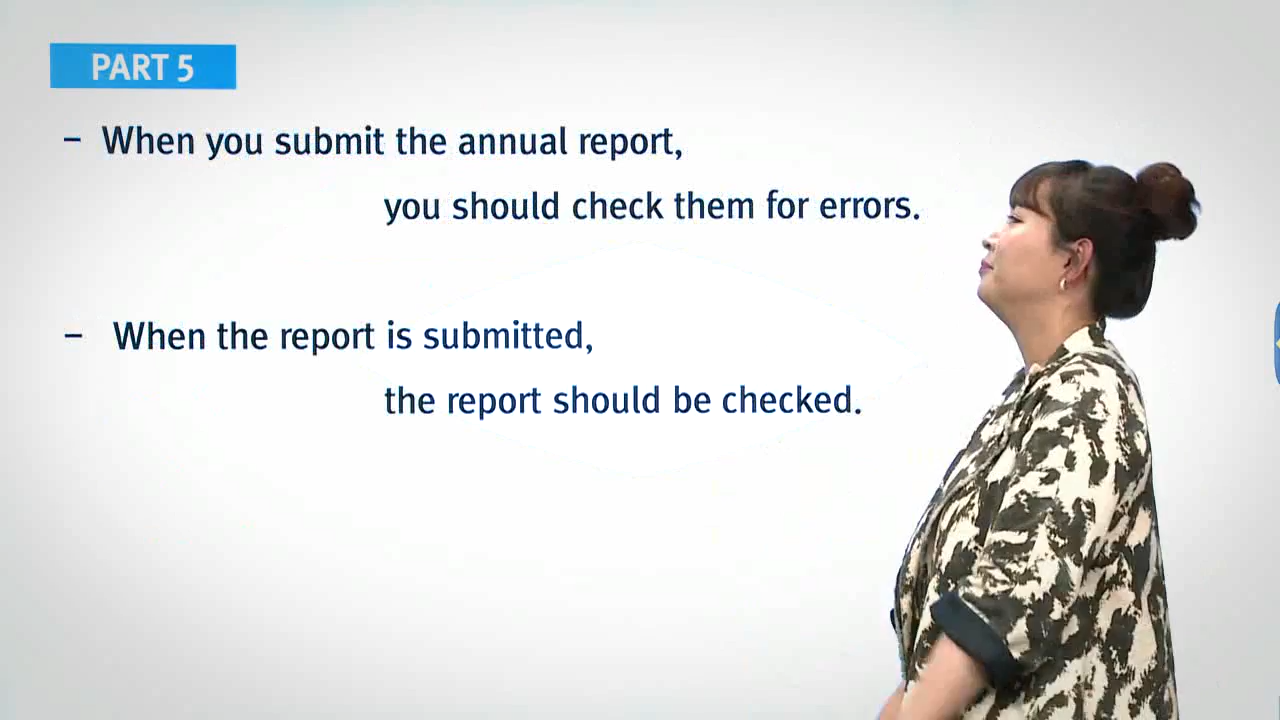 PART 5
– When you submit the annual report,
you should check them for errors.
– When the report is submitted,
the report should be checked.